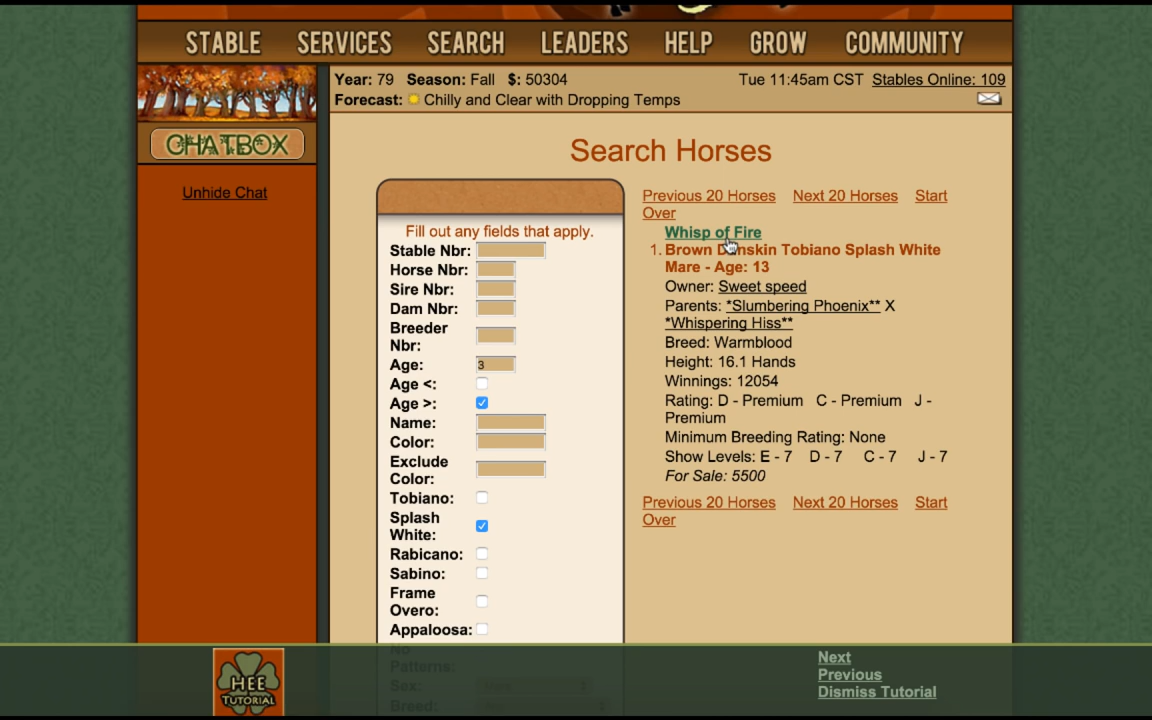 STABLE SERVICES SEARCH LEADERS HELP GROW COMMUNITY
Year: 79 Season: Fall $: 50304 Tue 11:45am CST Stables Online: 109
Forecast: Chilly and Clear with Dropping Temps
CHATBOX
Unhide Chat
Search Horses
Fill out any fields that apply.
Stable Nbr:
Horse Nbr:
Sire Nbr:
Dam Nbr:
Breeder
Nbr:
Age: 3
Age <:
Age >:
Name:
Color:
Exclude
Color:
Tobiano:
Splash
White:
Rabicano:
Sabino:
Frame
Overo:
Appaloosa:
No
Patterns:
Sex: Mare
Breed:
Previous 20 Horses Next 20 Horses Start
Over
Whisp of Fire
1. Brown Dunskin Tobiano Splash White
Mare - Age: 13
Owner: Sweet speed
Parents: *Slumbering Phoenix** X
*Whispering Hiss**
Breed: Warmblood
Height: 16.1 Hands
Winnings: 12054
Rating: D - Premium C - Premium J -
Premium
Minimum Breeding Rating: None
Show Levels: E - 7 D - 7 C - 7 J - 7
For Sale: 5500
Previous 20 Horses Next 20 Horses Start
Over
HEE
TUTORIAL
Next
Previous
Dismiss Tutorial